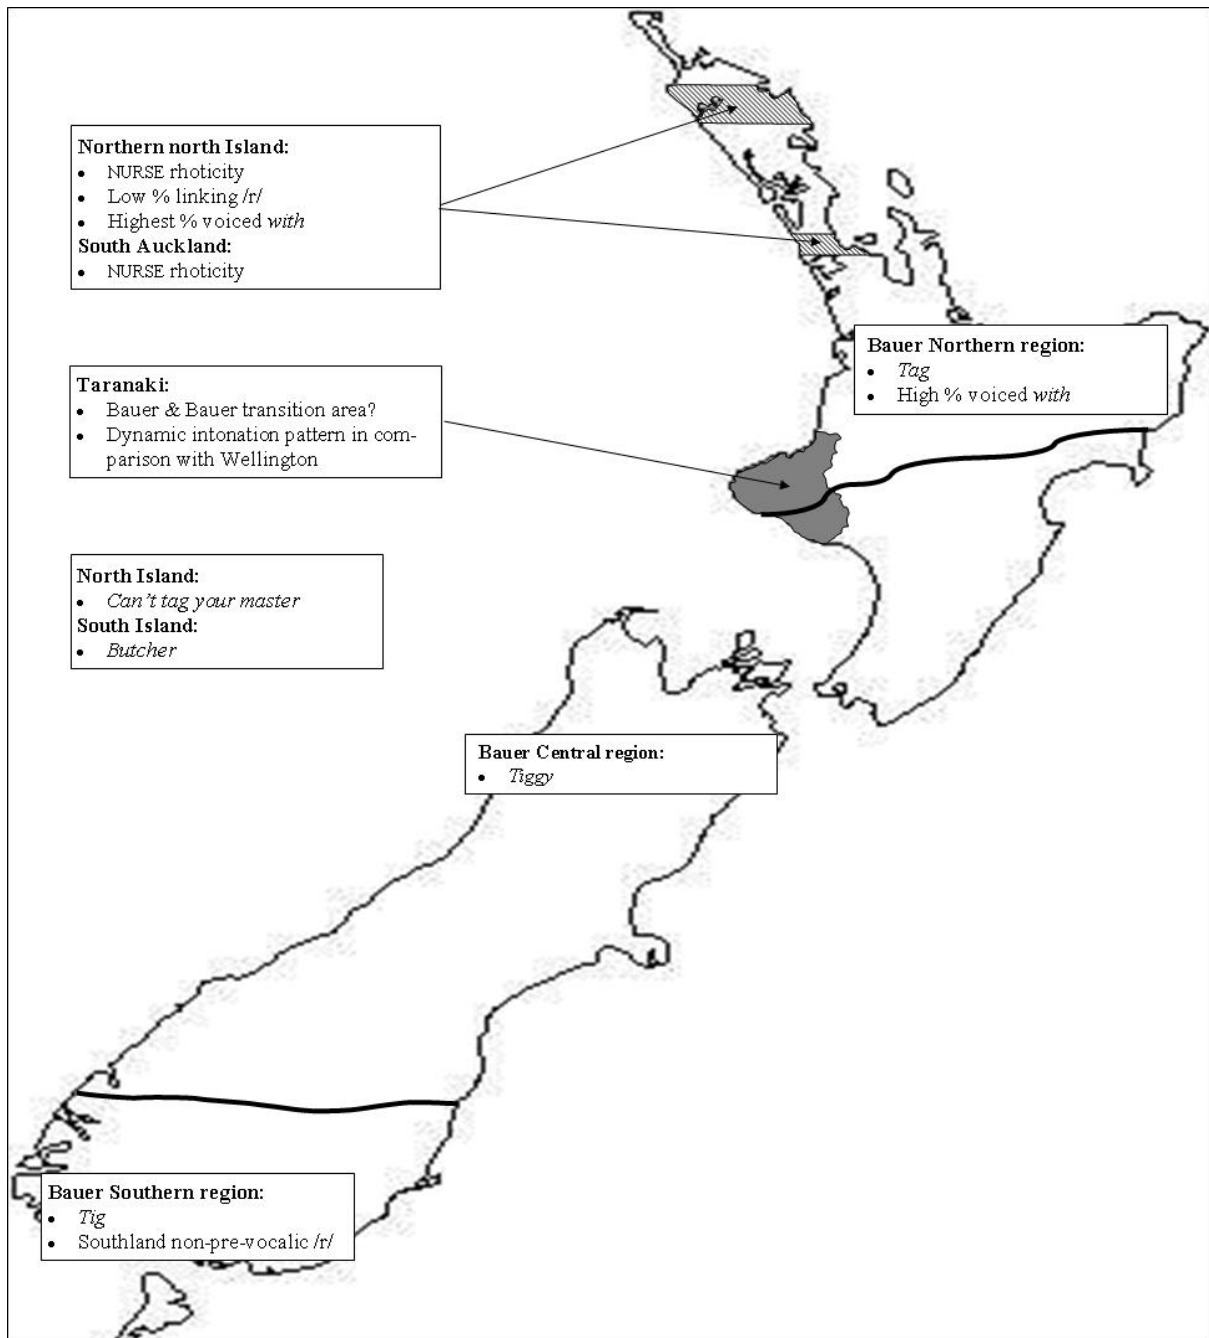 Northern north Island:
• NURSE rhoticity
• Low % linking /r/
• Highest % voiced with
South Auckland:
• NURSE rhoticity
Bauer Northern region:
• Tag
• High % voiced with
Taranaki:
• Bauer & Bauer transition area?
• Dynamic intonation pattern in com-
parison with Wellington
North Island:
• Can't tag your master
South Island:
• Butcher
Bauer Central region:
• Tiggy
Bauer Southern region:
• Tig
• Southland non-pre-vocalic /r/